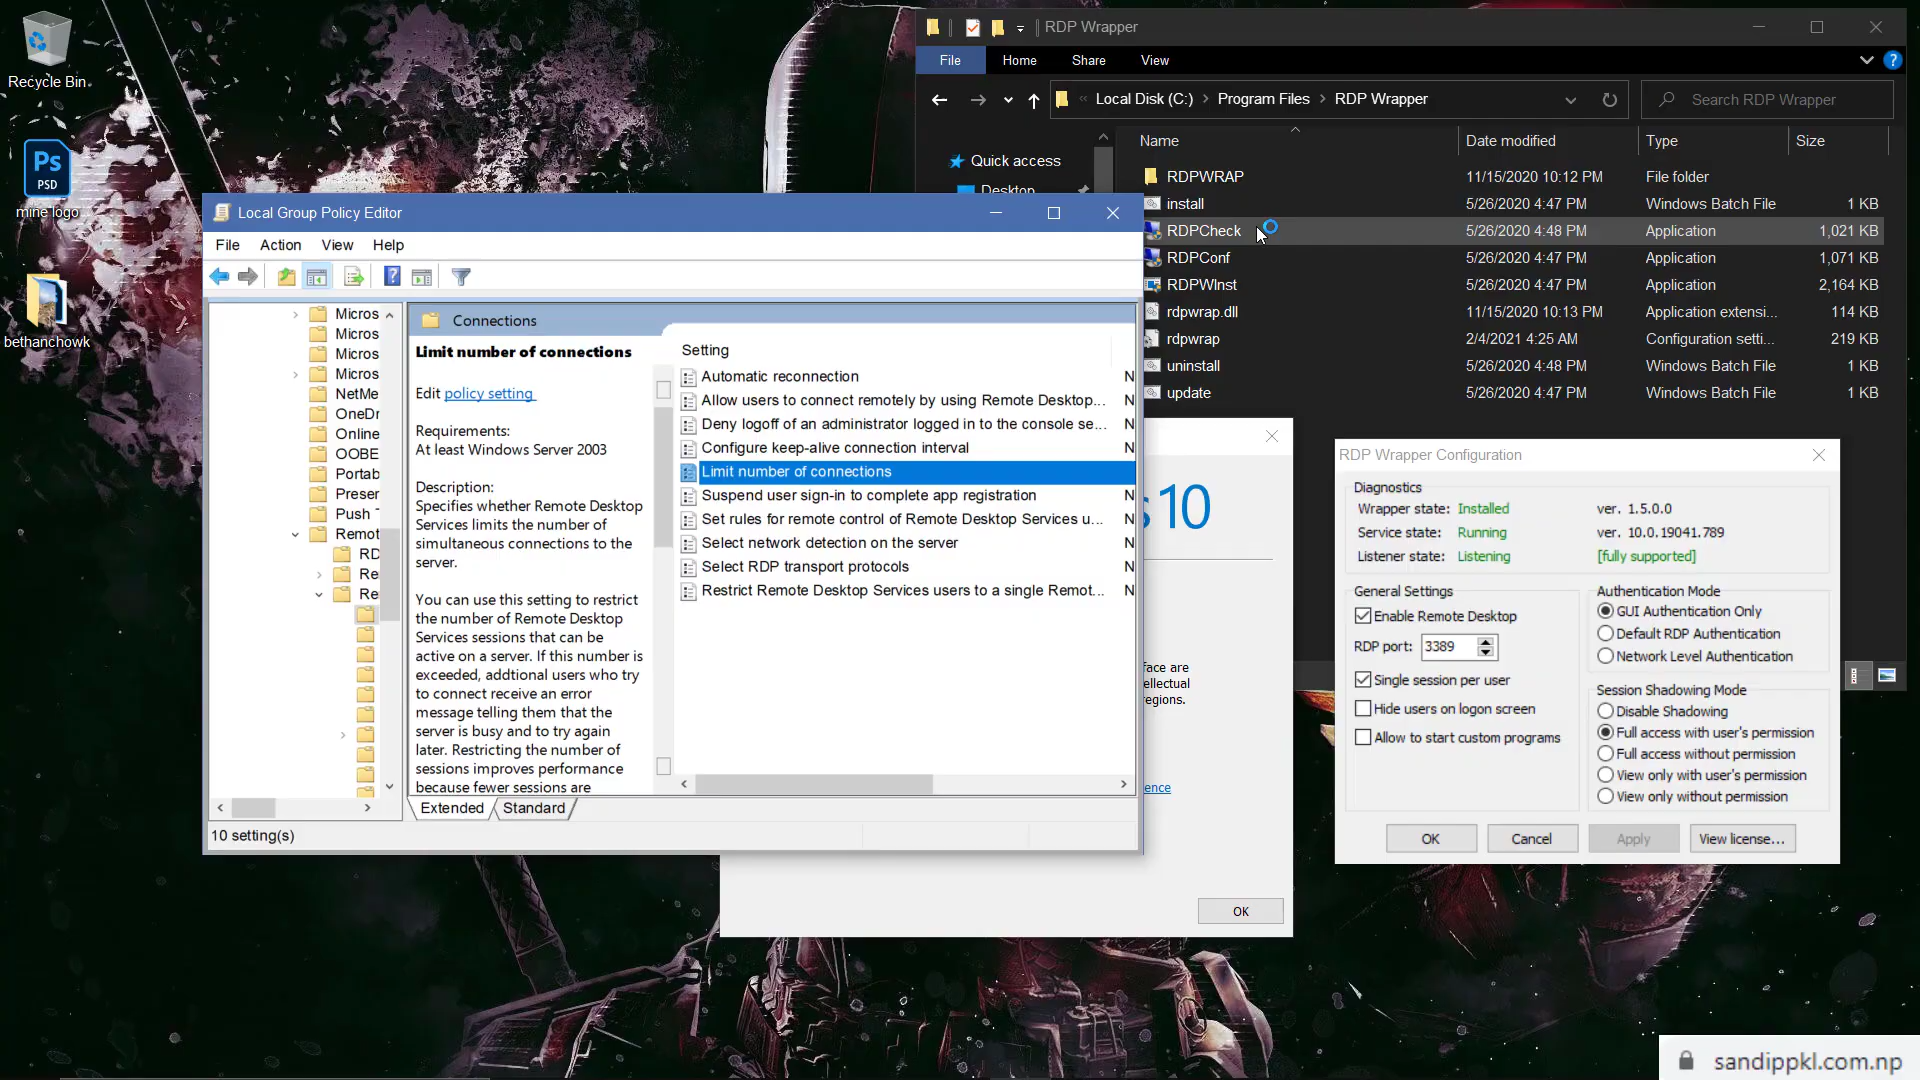 Recycle Bin
Ps
PSD
mine logo
bethanchowk
RDP Wrapper
File
Home
Share
View
Local Disk (C:)
Program Files
RDP Wrapper
Search RDP Wrapper
Quick access
Desktop
Name
Date modified
Type
Size
RDPWRAP 11/15/2020 10:12 PM File folder
install 5/26/2020 4:47 PM Windows Batch File 1 KB
RDPCheck 5/26/2020 4:48 PM Application 1,021 KB
RDPConf 5/26/2020 4:47 PM Application 1,071 KB
RDPWInst 5/26/2020 4:47 PM Application 2,164 KB
rdpwrap.dll 11/15/2020 10:13 PM Application extensi... 114 KB
rdpwrap 2/4/2021 4:25 AM Configuration setti... 219 KB
uninstall 5/26/2020 4:48 PM Windows Batch File 1 KB
update 5/26/2020 4:47 PM Windows Batch File 1 KB
Local Group Policy Editor
File
Action
View
Help
Micros
Micros
Micros
Micros
NetMe
OneDr
Online
OOBE
Portab
Preser
Push T
Remot
RD
Re
Re
Connections
Limit number of connections
Edit policy setting
Requirements:
At least Windows Server 2003
Description:
Specifies whether Remote Desktop
Services limits the number of
simultaneous connections to the
server.
You can use this setting to restrict
the number of Remote Desktop
Services sessions that can be
active on a server. If this number is
exceeded, addtional users who try
to connect receive an error
message telling them that the
server is busy and to try again
later. Restricting the number of
sessions improves performance
because fewer sessions are
Setting
Automatic reconnection N
Allow users to connect remotely by using Remote Desktop... N
Deny logoff of an administrator logged in to the console se... N
Configure keep-alive connection interval N
Limit number of connections
Suspend user sign-in to complete app registration N
Set rules for remote control of Remote Desktop Services u... N
Select network detection on the server N
Select RDP transport protocols N
Restrict Remote Desktop Services users to a single Remot... N
Extended
Standard
10 setting(s)
s10
face are
ellectual
egions.
ence
OK
RDP Wrapper Configuration
Diagnostics
Wrapper state: Installed ver. 1.5.0.0
Service state: Running ver. 10.0.19041.789
Listener state: Listening [fully supported]
General Settings
Enable Remote Desktop
RDP port: 3389
Single session per user
Hide users on logon screen
Allow to start custom programs
Authentication Mode
GUI Authentication Only
Default RDP Authentication
Network Level Authentication
Session Shadowing Mode
Disable Shadowing
Full access with user's permission
Full access without permission
View only with user's permission
View only without permission
OK
Cancel
Apply
View license...
sandippkl.com.np